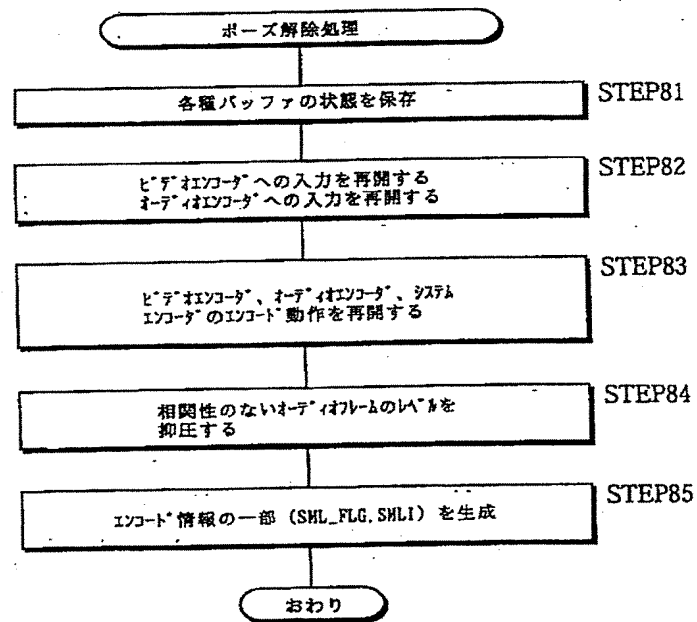 ポーズ解除処理
各種バッファの状態を保存
STEP81
ビデオエンコーダへの入力を再開する
オーディオエンコーダへの入力を再開する
STEP82
ビデオエンコーダ、オーディオエンコーダ、システム
エンコーダのエンコード動作を再開する
STEP83
相関性のないオーディオフレームのレベルを
抑圧する
STEP84
エンコード情報の一部 (SML_FLG,SMLI) を生成
STEP85
おわり